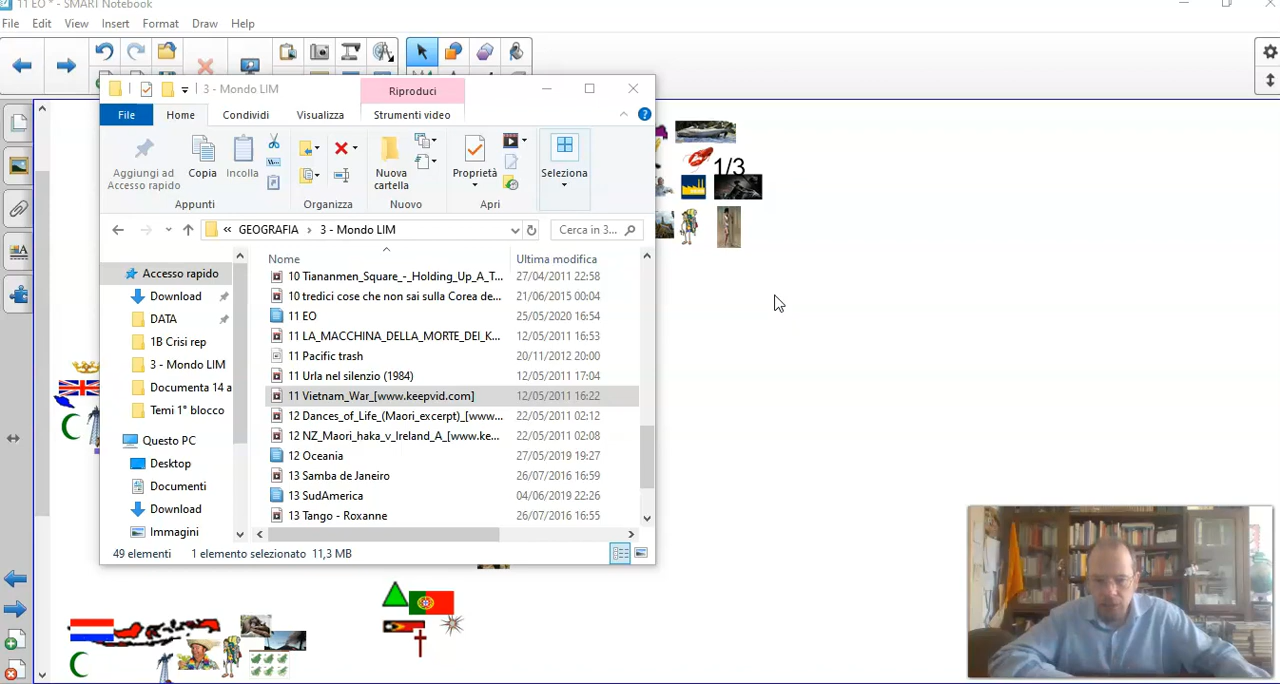 11 EO * - SMART Notebook
File Edit View Insert Format Draw Help
3 - Mondo LIM
Riproduci
File Home Condividi Visualizza Strumenti video
Aggiungi ad Accesso rapido
Copia
Incolla
Nuova cartella
Proprietà
Seleziona
Appunti Organizza Nuovo Apri
« GEOGRAFIA › 3 - Mondo LIM
Cerca in 3...
Nome Ultima modifica
Accesso rapido
Download
DATA
1B Crisi rep
3 - Mondo LIM
Documenta 14 a
Temi 1° blocco
Questo PC
Desktop
Documenti
Download
Immagini
10 Tiananmen_Square_-_Holding_Up_A_T... 27/04/2011 22:58
10 tredici cose che non sai sulla Corea de... 21/06/2015 00:04
11 EO 25/05/2020 16:54
11 LA_MACCHINA_DELLA_MORTE_DEI_K... 12/05/2011 16:53
11 Pacific trash 20/11/2012 20:00
11 Urla nel silenzio (1984) 12/05/2011 17:04
11 Vietnam_War_[www.keepvid.com] 12/05/2011 16:22
12 Dances_of_Life_(Maori_excerpt)_[www... 22/05/2011 02:12
12 NZ_Maori_haka_v_Ireland_A_[www.ke... 22/05/2011 02:08
12 Oceania 27/05/2019 19:27
13 Samba de Janeiro 26/07/2016 16:59
13 SudAmerica 04/06/2019 22:26
13 Tango - Roxanne 26/07/2016 16:55
49 elementi 1 elemento selezionato 11,3 MB
1/3